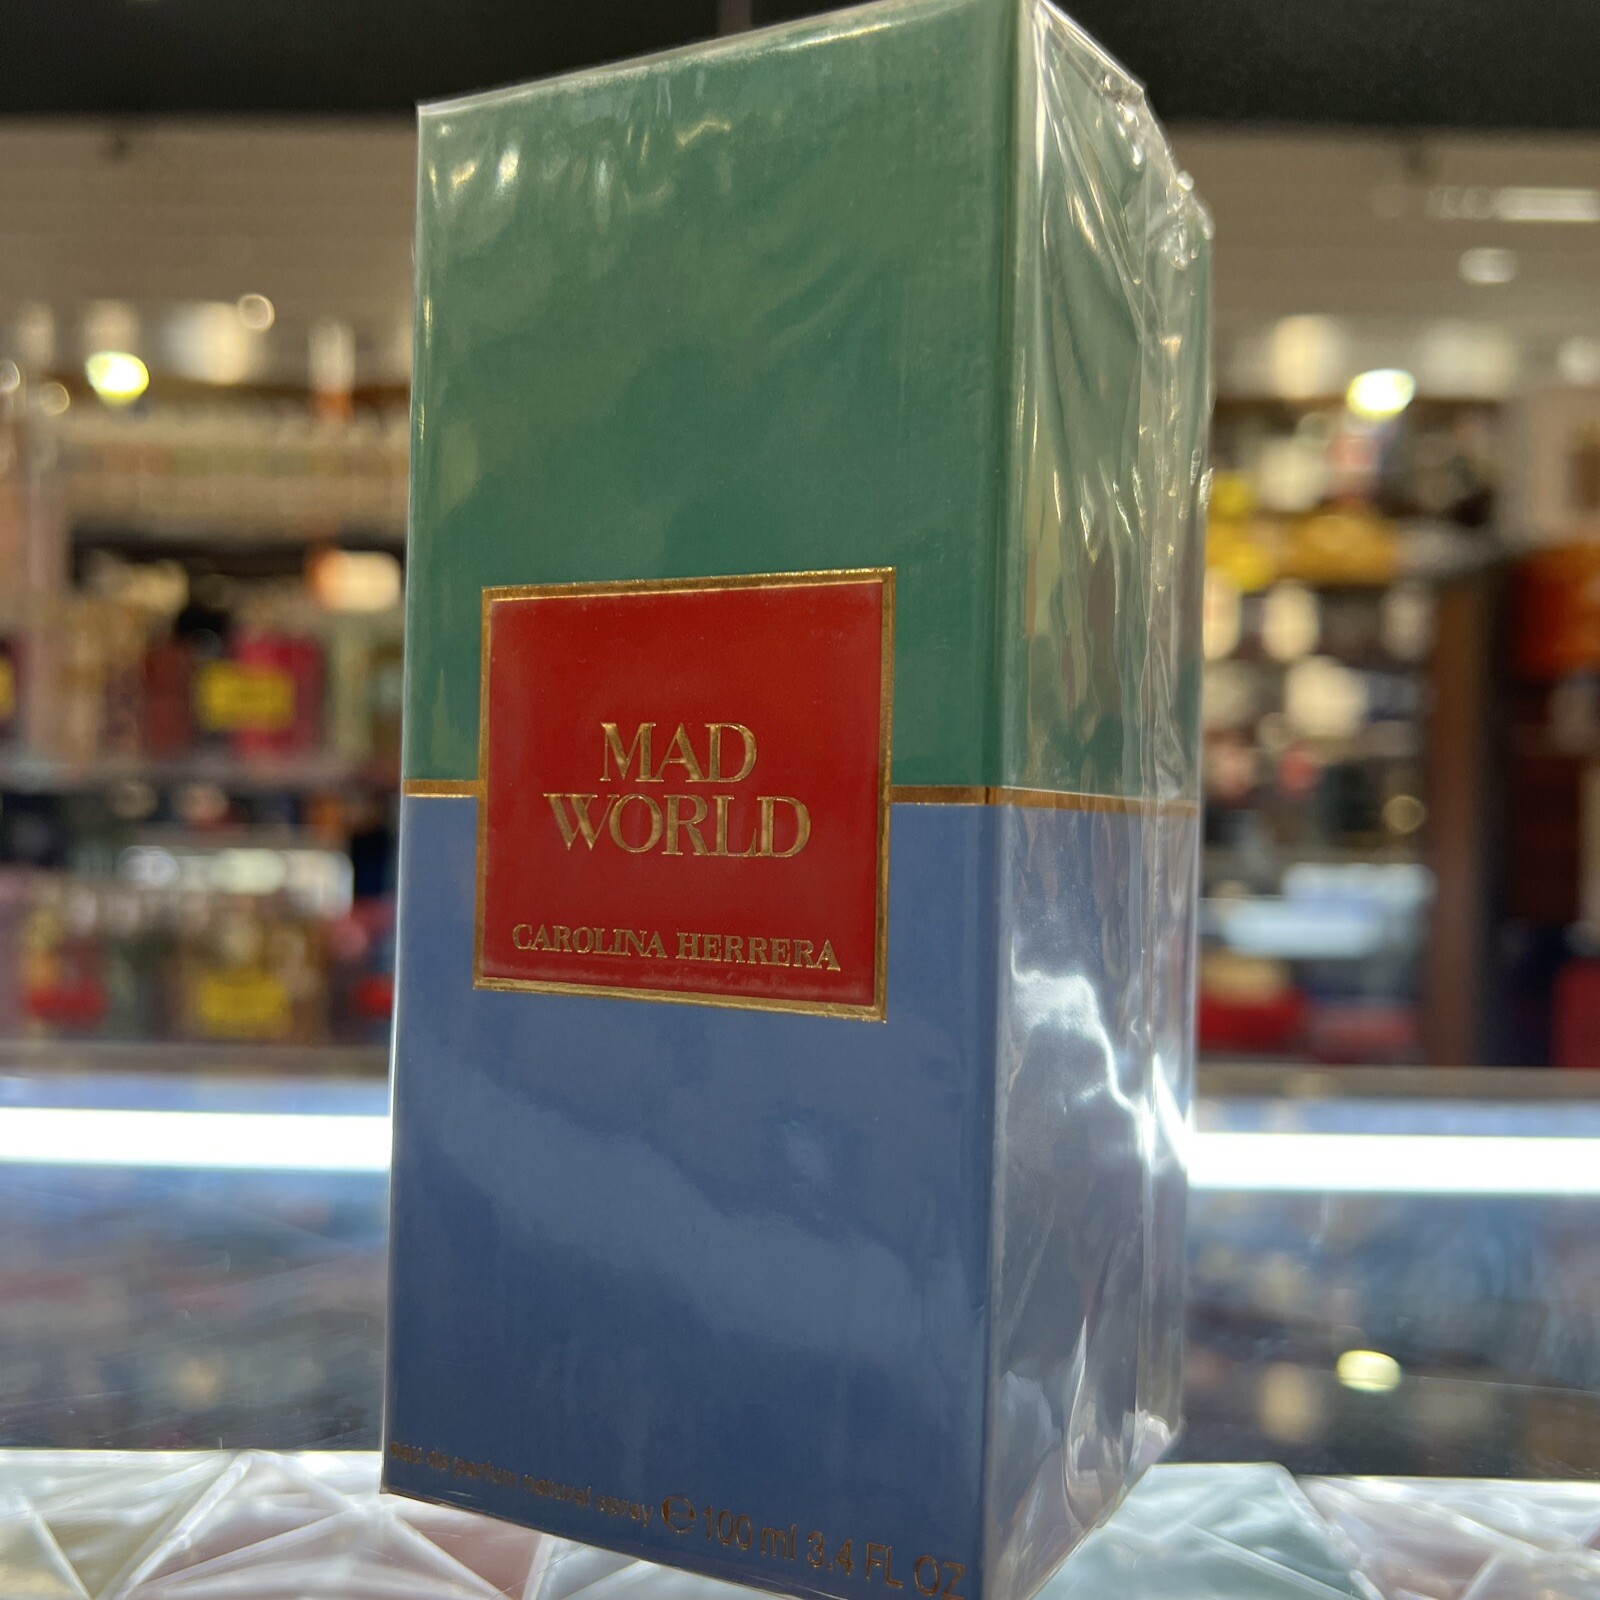 MAD
WORLD
CAROLINA HERRERA
eau de parfum natural spray ℮ 100 ml 3.4 FL OZ